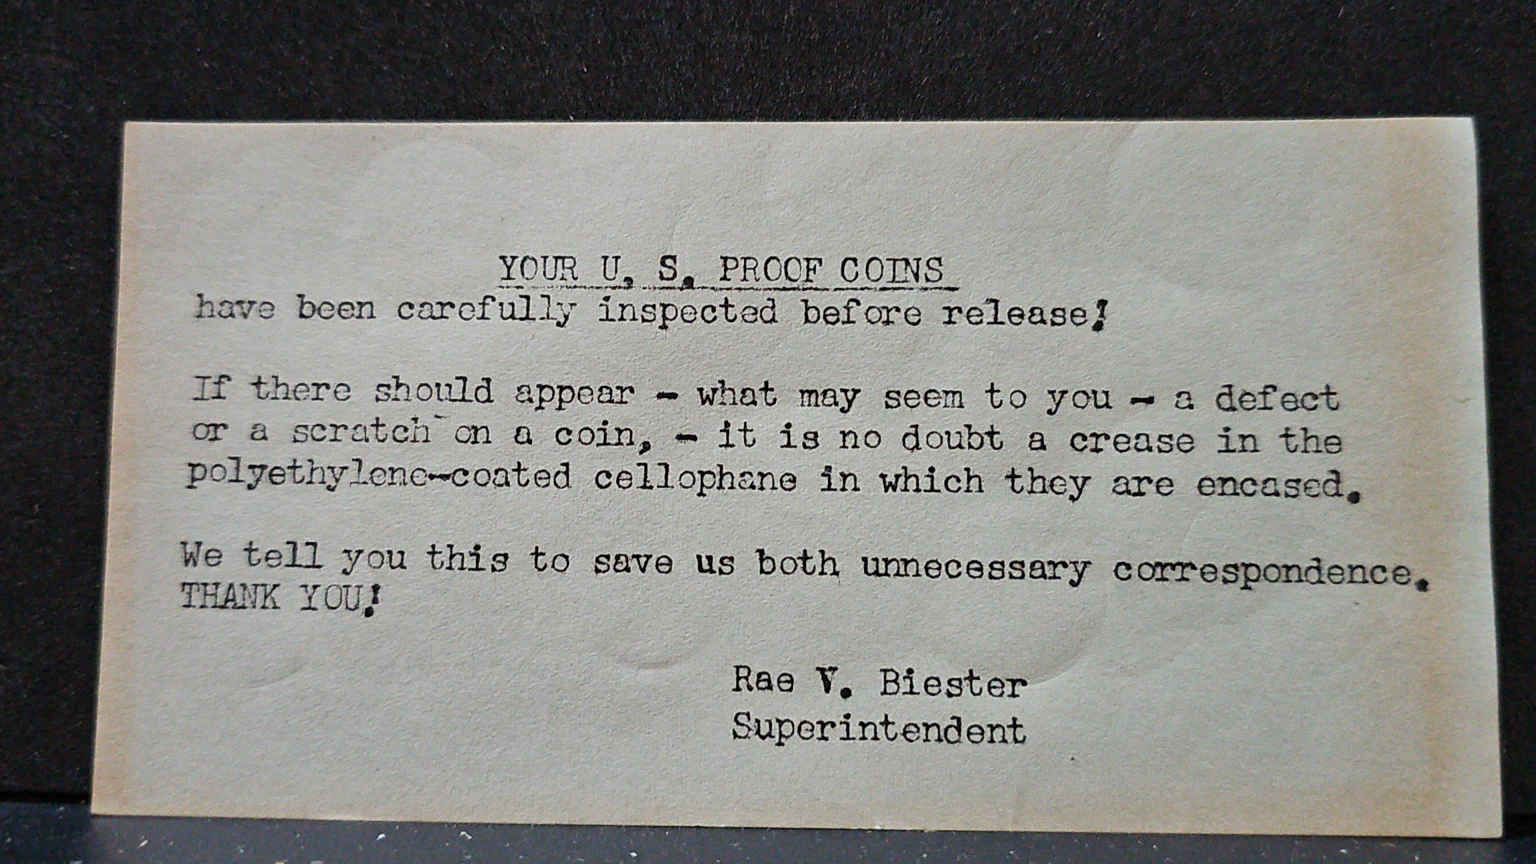 YOUR U. S. PROOF COINS
have been carefully inspected before release!
If there should appear - what may seem to you - a defect
or a scratch on a coin, - it is no doubt a crease in the
polyethylene-coated cellophane in which they are encased.
We tell you this to save us both unnecessary correspondence.
THANK YOU!
Rae V. Biester
Superintendent